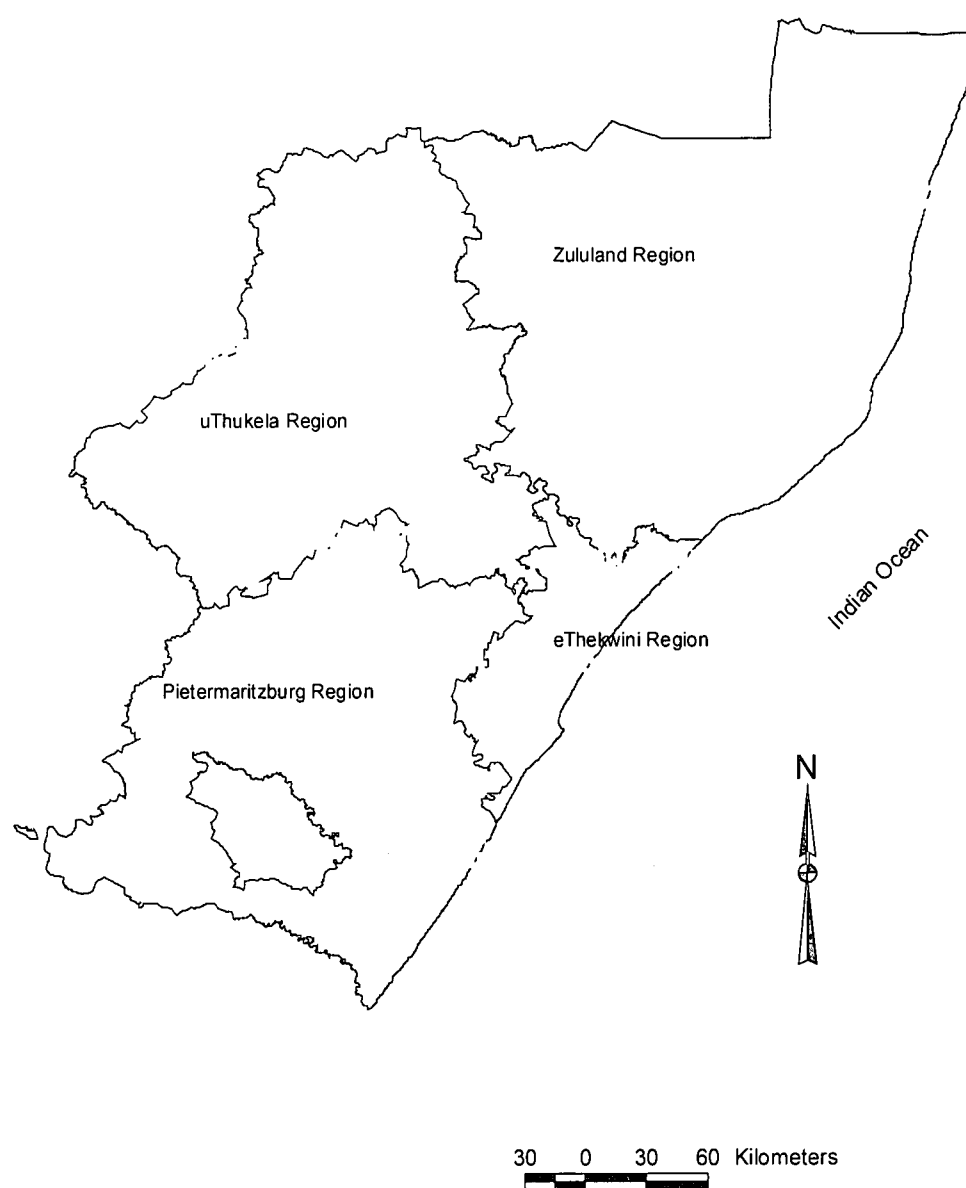 Zululand Region
uThukela Region
Indian Ocean
eThekwini Region
Pietermaritzburg Region
N
30 0 30 60 Kilometers